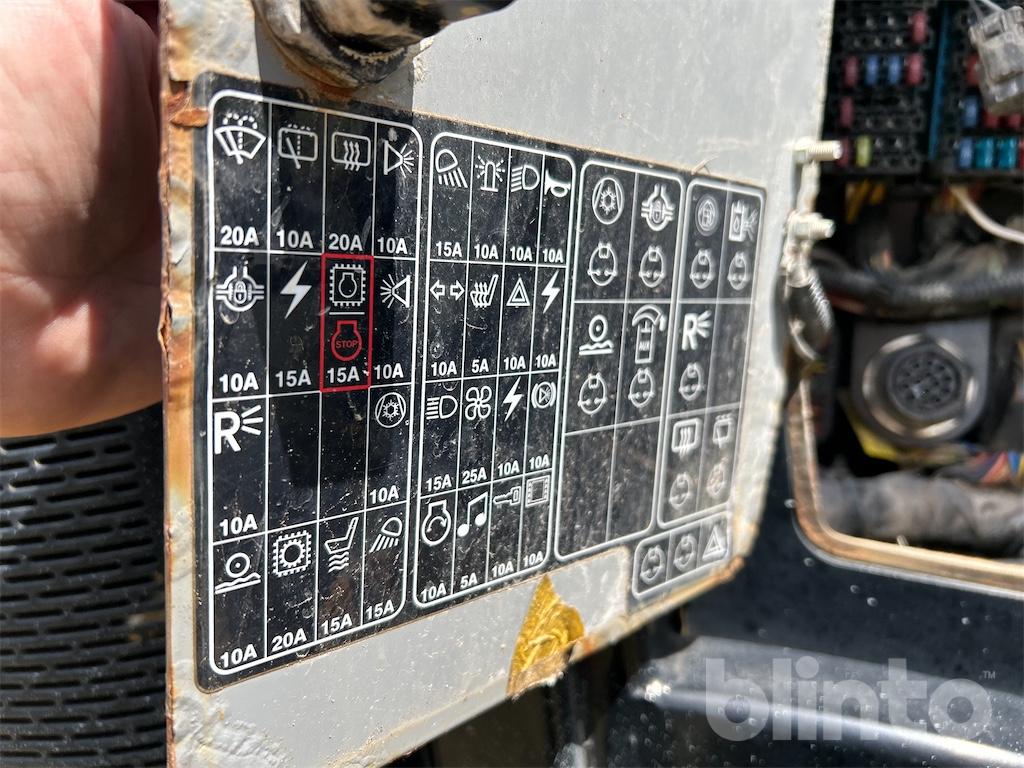 20A 10A 20A 10A
STOP
10A 15A 15A 10A
R
10A 10A
10A 20A 15A 15A
15A 10A 10A 10A
10A 5A 10A 10A
15A 25A 10A 10A
10A 5A 10A 10A
R
blinto™